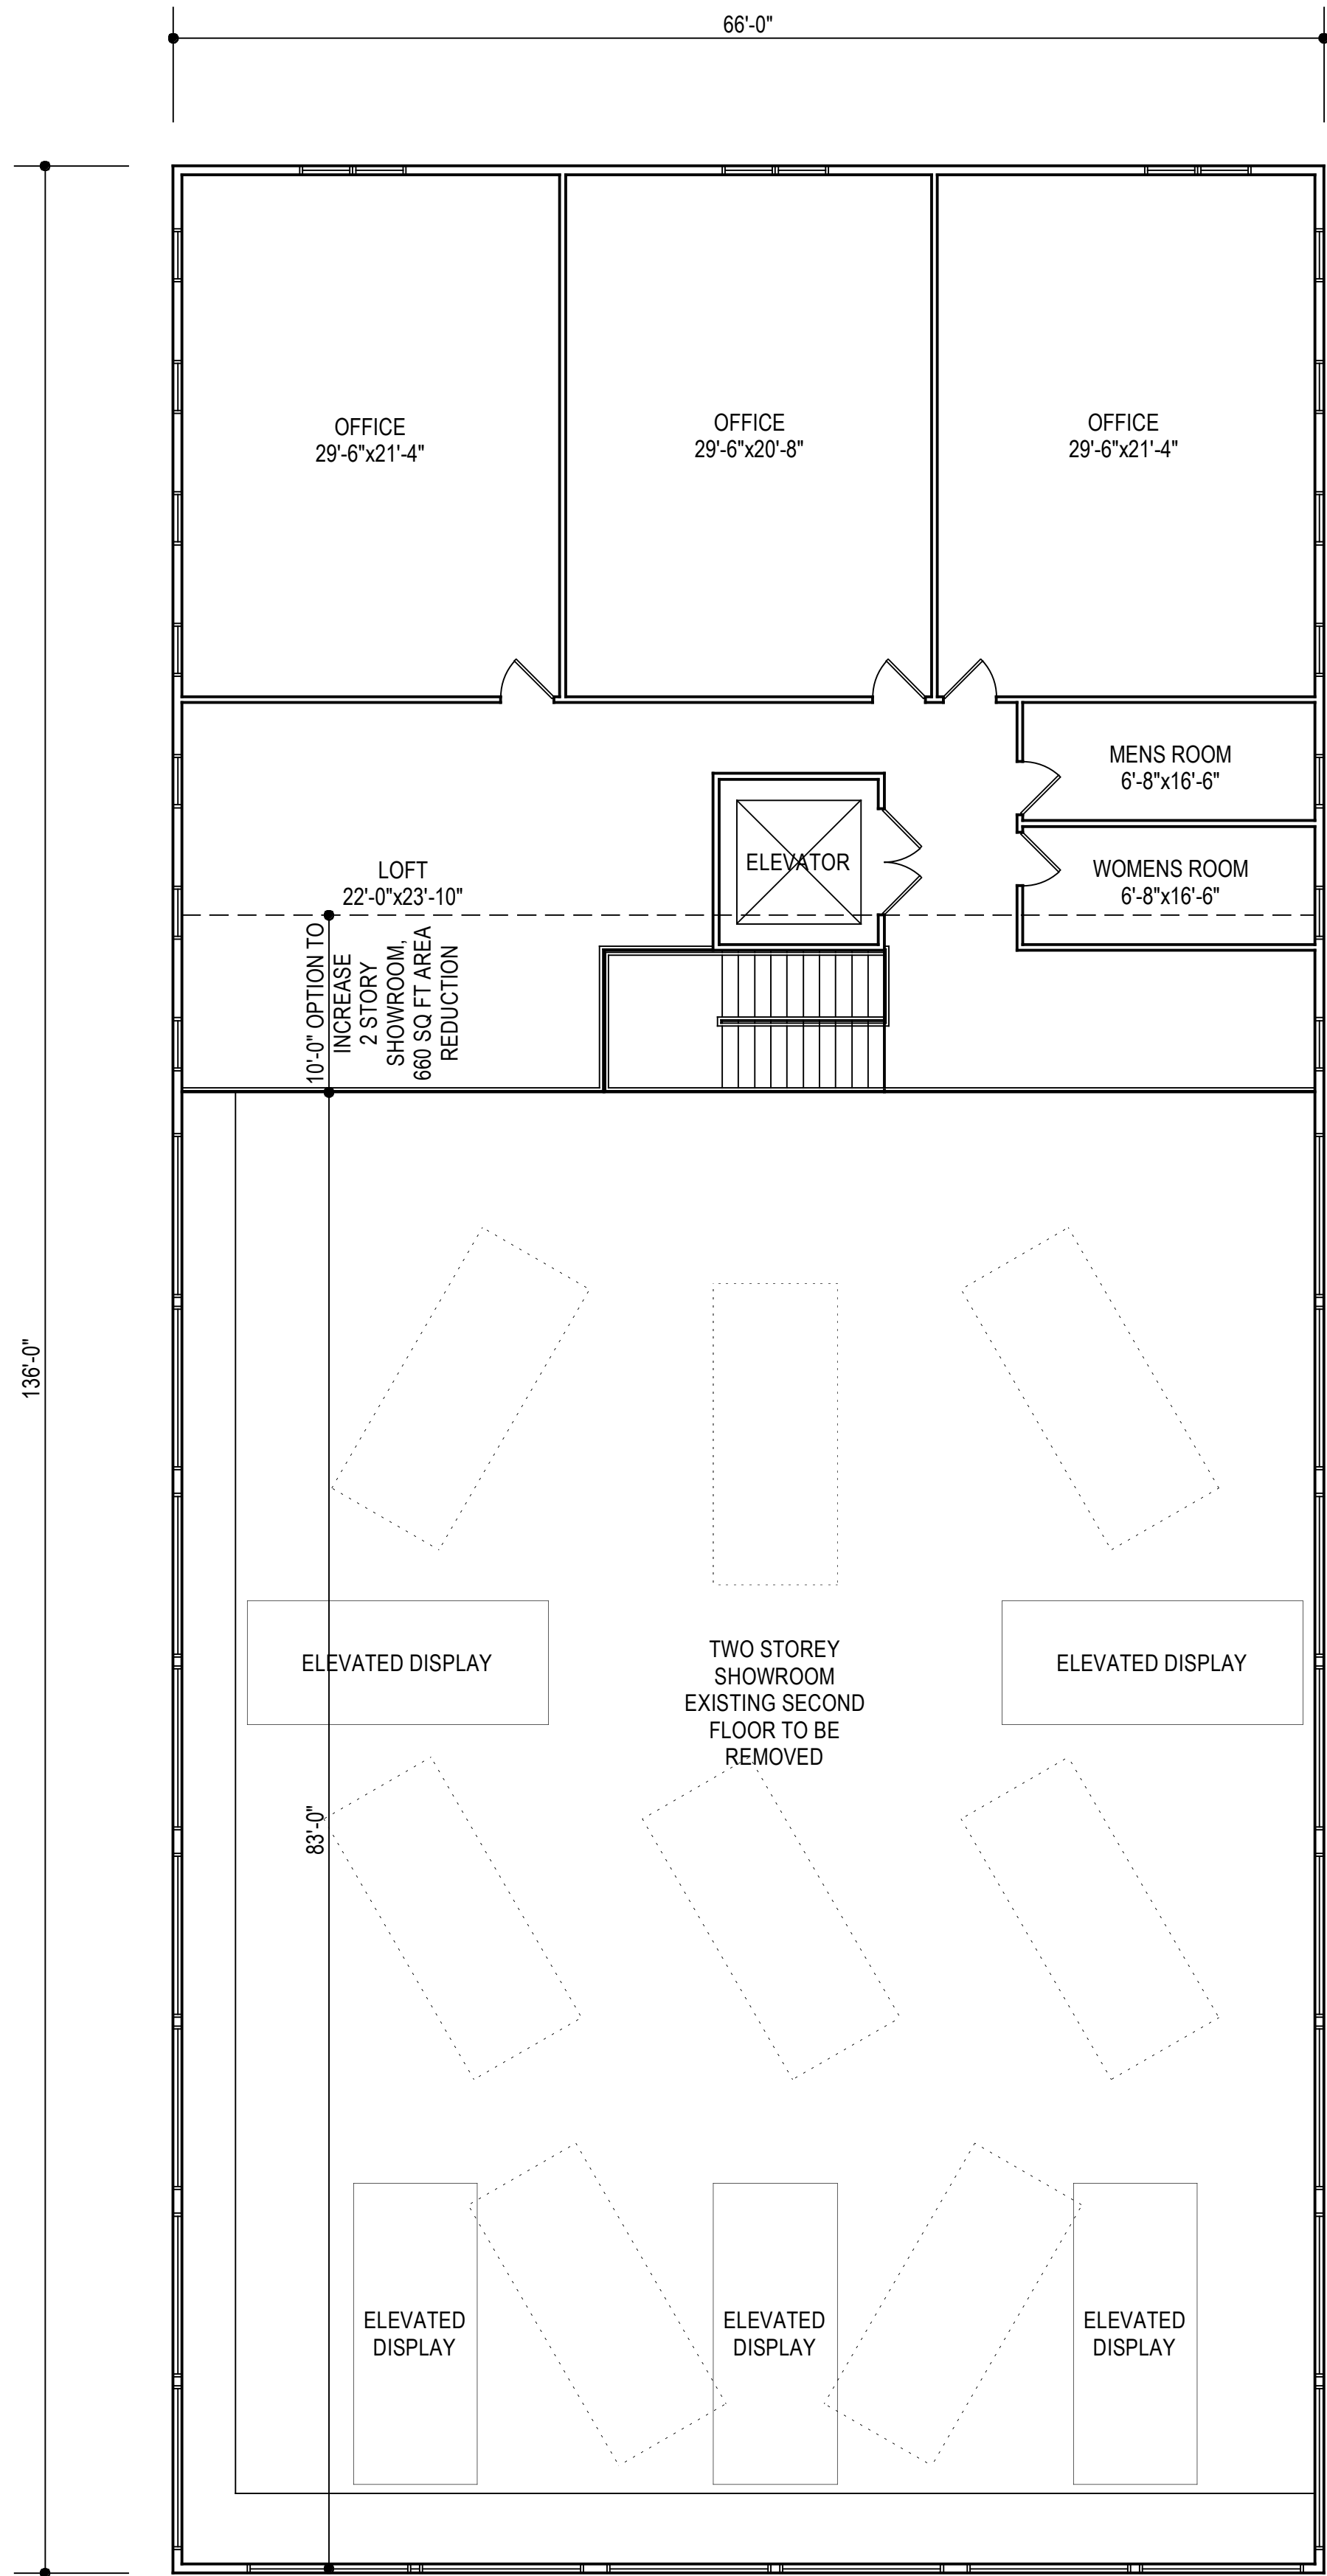 66'-0"
OFFICE
29'-6"x21'-4"
OFFICE
29'-6"x20'-8"
OFFICE
29'-6"x21'-4"
MENS ROOM
6'-8"x16'-6"
ELEVATOR
LOFT
22'-0"x23'-10"
WOMENS ROOM
6'-8"x16'-6"
10'-0" OPTION TO
INCREASE
2 STORY
SHOWROOM,
660 SQ FT AREA
REDUCTION
136'-0"
ELEVATED DISPLAY
TWO STOREY
SHOWROOM
EXISTING SECOND
FLOOR TO BE
REMOVED
ELEVATED DISPLAY
83'-0"
ELEVATED
DISPLAY
ELEVATED
DISPLAY
ELEVATED
DISPLAY